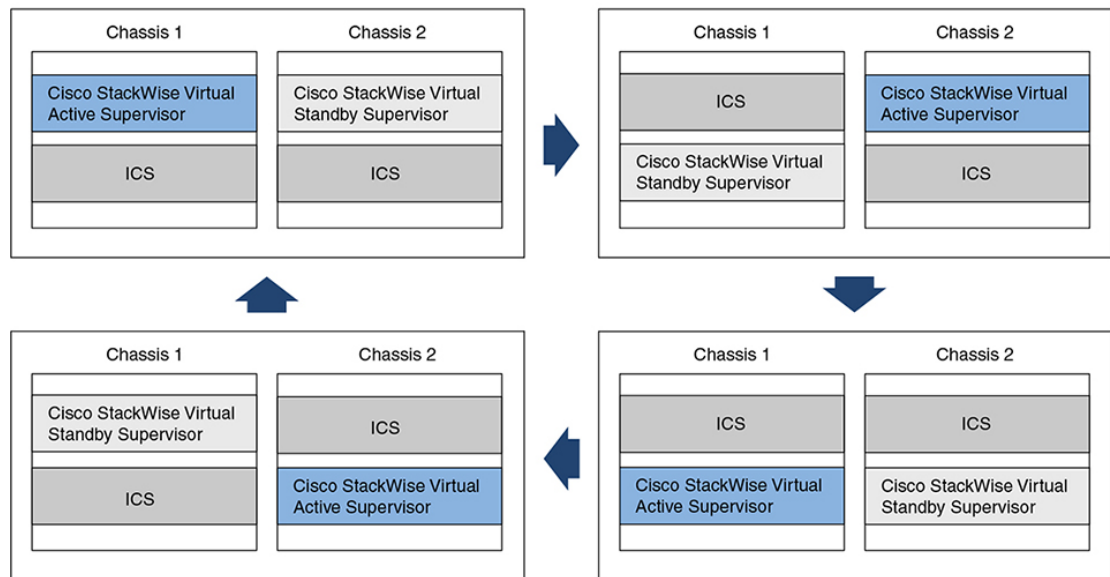 Chassis 1
Chassis 2
Cisco StackWise Virtual
Active Supervisor
Cisco StackWise Virtual
Standby Supervisor
ICS
ICS
Chassis 1
Chassis 2
ICS
Cisco StackWise Virtual
Active Supervisor
Cisco StackWise Virtual
Standby Supervisor
ICS
Chassis 1
Chassis 2
Cisco StackWise Virtual
Standby Supervisor
ICS
ICS
Cisco StackWise Virtual
Active Supervisor
Chassis 1
Chassis 2
ICS
ICS
Cisco StackWise Virtual
Active Supervisor
Cisco StackWise Virtual
Standby Supervisor